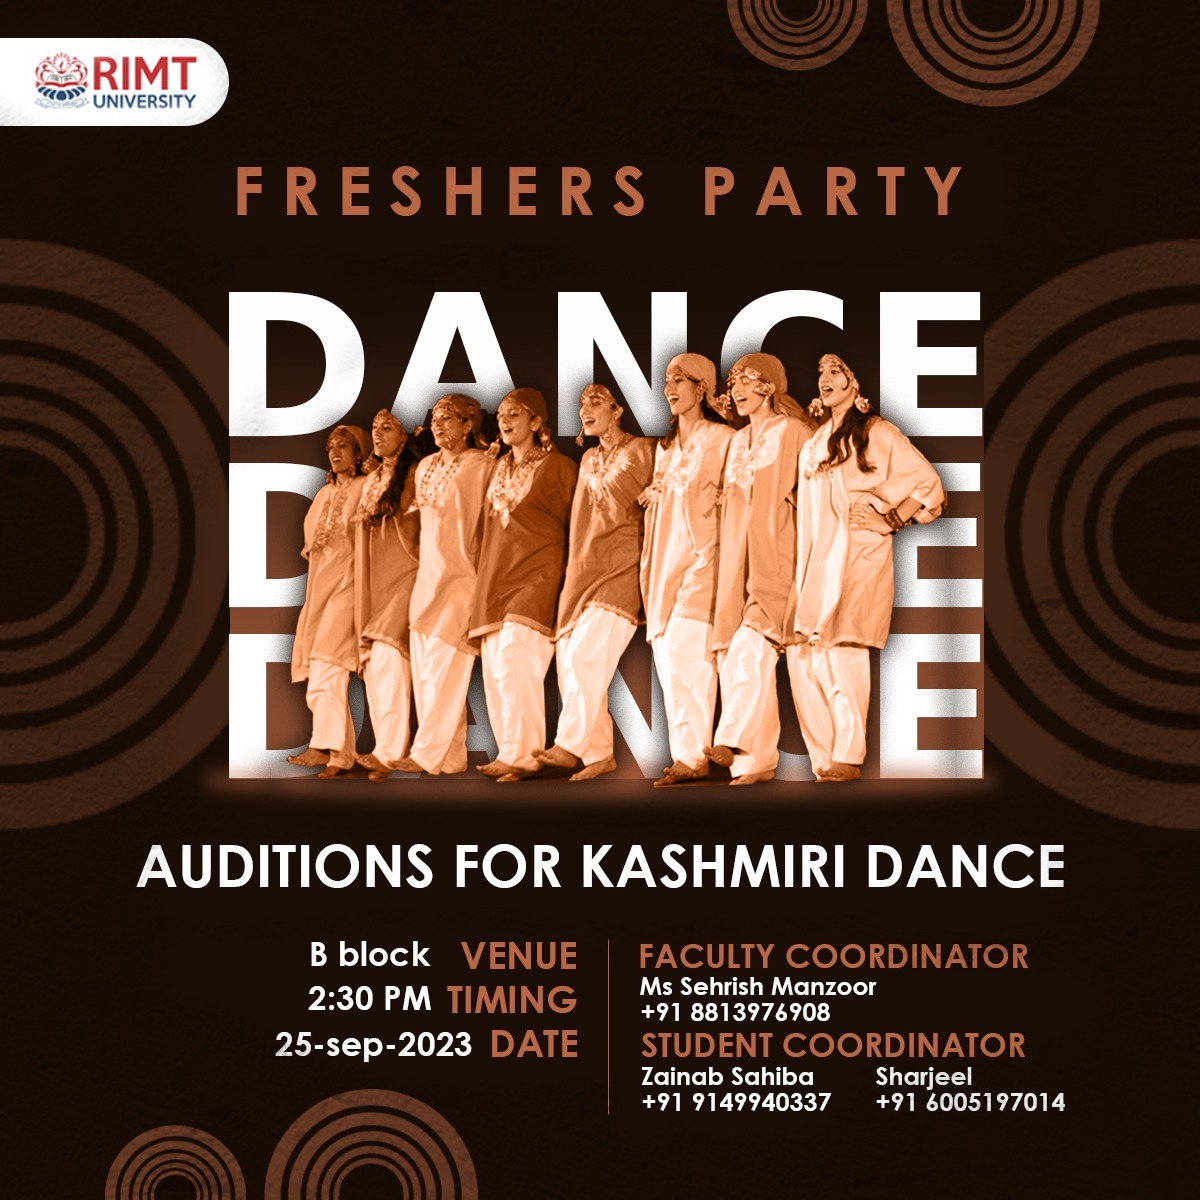 RIMT
UNIVERSITY
FRESHERS PARTY
DANCE
DANCE
DANCE
AUDITIONS FOR KASHMIRI DANCE
B block VENUE
2:30 PM TIMING
25-sep-2023 DATE
FACULTY COORDINATOR
Ms Sehrish Manzoor
+91 8813976908
STUDENT COORDINATOR
Zainab Sahiba Sharjeel
+91 9149940337 +91 6005197014